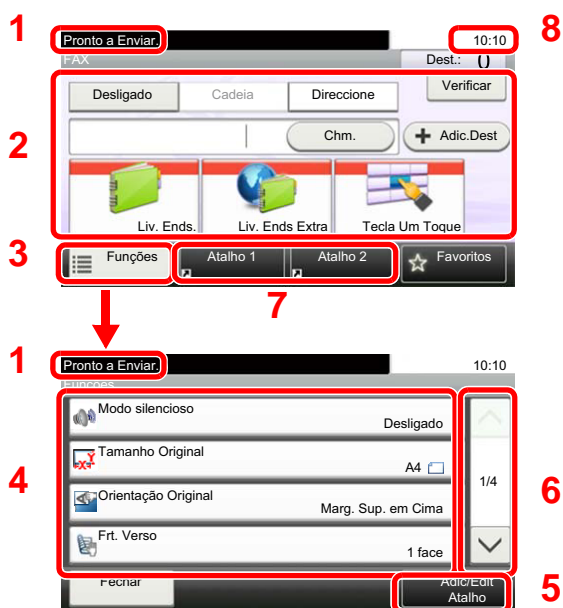 1
Pronto a Enviar.
10:10
8
FAX
Dest.: 0
Desligado
Cadeia
Direccione
Verificar
2
Chm.
Adic.Dest
Liv. Ends.
Liv. Ends Extra
Tecla Um Toque
3
Funções
Atalho 1
Atalho 2
Favoritos
7
1
Pronto a Enviar.
10:10
Funções
Modo silencioso
Desligado
Tamanho Original
A4
4
1/4
6
Orientação Original
Marg. Sup. em Cima
Frt. Verso
1 face
Fechar
Adic/Edit
Atalho
5